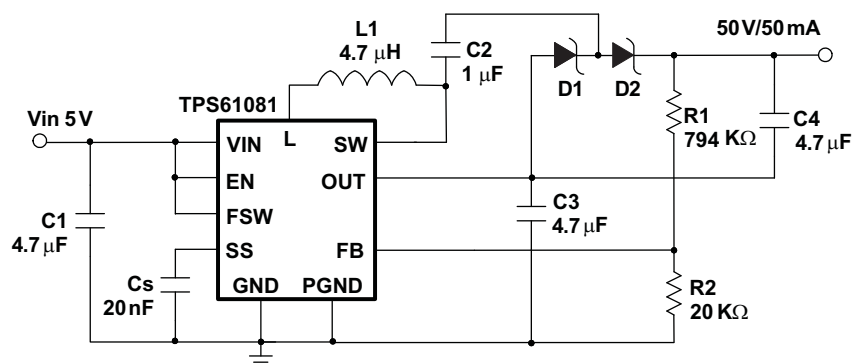 50V/50mA
L1
4.7 μH
C2
1 μF
D1
D2
TPS61081
Vin 5V
VIN
L
SW
EN
OUT
FSW
SS
FB
GND
PGND
C1
4.7 μF
Cs
20nF
C3
4.7 μF
R1
794 KΩ
C4
4.7 μF
R2
20 KΩ